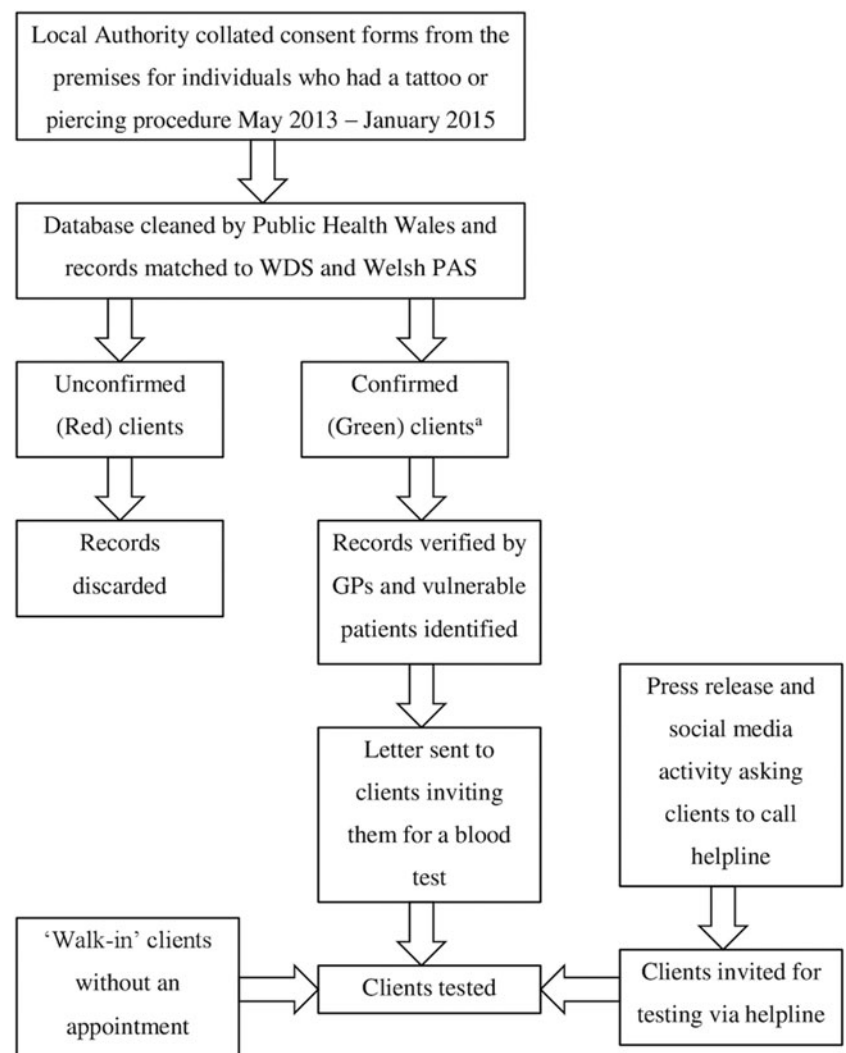 Local Authority collated consent forms from the
premises for individuals who had a tattoo or
piercing procedure May 2013 – January 2015
Database cleaned by Public Health Wales and
records matched to WDS and Welsh PAS
Unconfirmed
(Red) clients
Confirmed
(Green) clientsᵃ
Records
discarded
Records verified by
GPs and vulnerable
patients identified
Press release and
social media
activity asking
clients to call
helpline
Letter sent to
clients inviting
them for a blood
test
‘Walk-in’ clients
without an
appointment
Clients tested
Clients invited for
testing via helpline